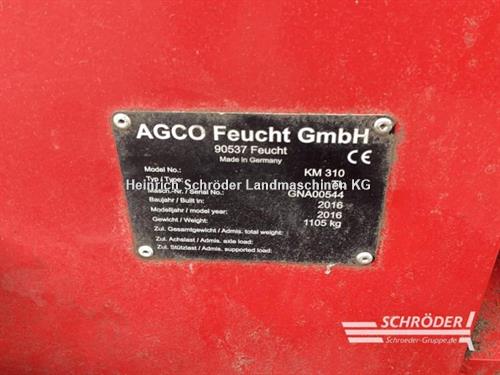 AGCO Feucht GmbH
90537 Feucht
Made in Germany
CE
Model No.: KM 310
Typ / Type:
Heinrich Schröder Landmaschinen KG
Masch.-Nr. / Serial No.: GNA00544
Baujahr / Built in: 2016
Modelljahr / model year: 2016
Gewicht / Weight: 1105 kg
Zul. Gesamtgewicht / Admis. total weight:
Zul. Achslast / Admis. axle load:
Zul. Stützlast / Admis. supported load:
SCHRÖDER
Schroeder-Gruppe.de